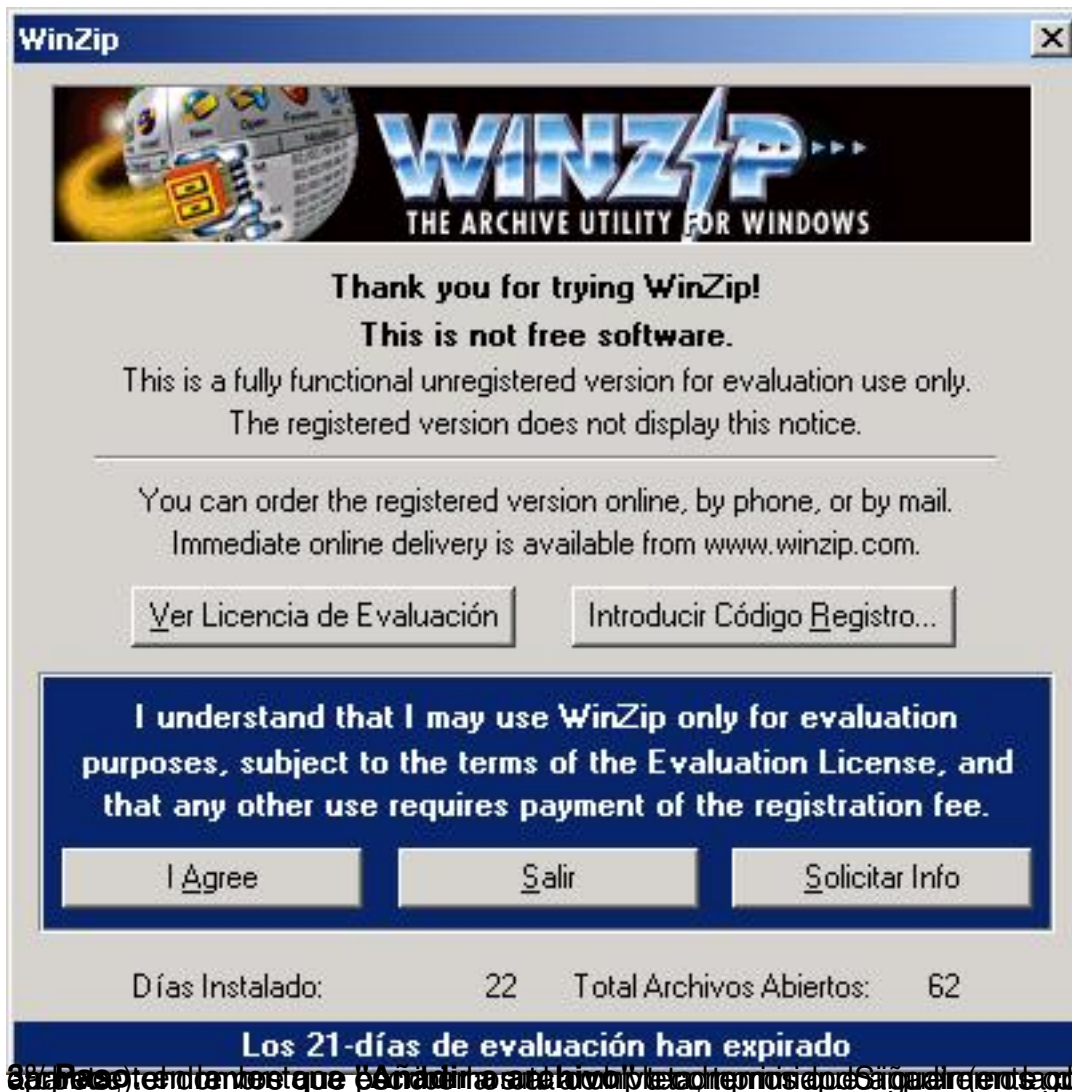 WinZip
WINZIP
THE ARCHIVE UTILITY FOR WINDOWS
Thank you for trying WinZip!
This is not free software.
This is a fully functional unregistered version for evaluation use only.
The registered version does not display this notice.
You can order the registered version online, by phone, or by mail.
Immediate online delivery is available from www.winzip.com.
Ver Licencia de Evaluación Introducir Código Registro...
I understand that I may use WinZip only for evaluation
purposes, subject to the terms of the Evaluation License, and
that any other use requires payment of the registration fee.
I Agree Salir Solicitar Info
Días Instalado: 22 Total Archivos Abiertos: 62
Los 21-días de evaluación han expirado